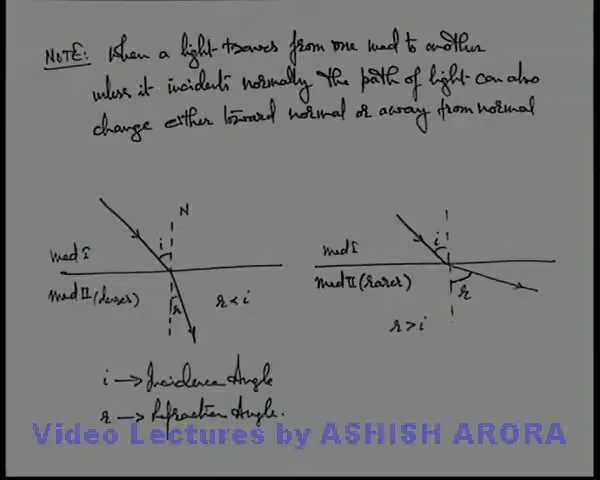 NOTE: When a light traves from one med to another
unless it incidents normally the path of light can also
change either toward normal or away from normal
N
i
med I
med II (denser)
r
r < i
i
med I
med II (rarer)
r
r > i
i → Incidence Angle
r → Refraction Angle.
Video Lectures by ASHISH ARORA